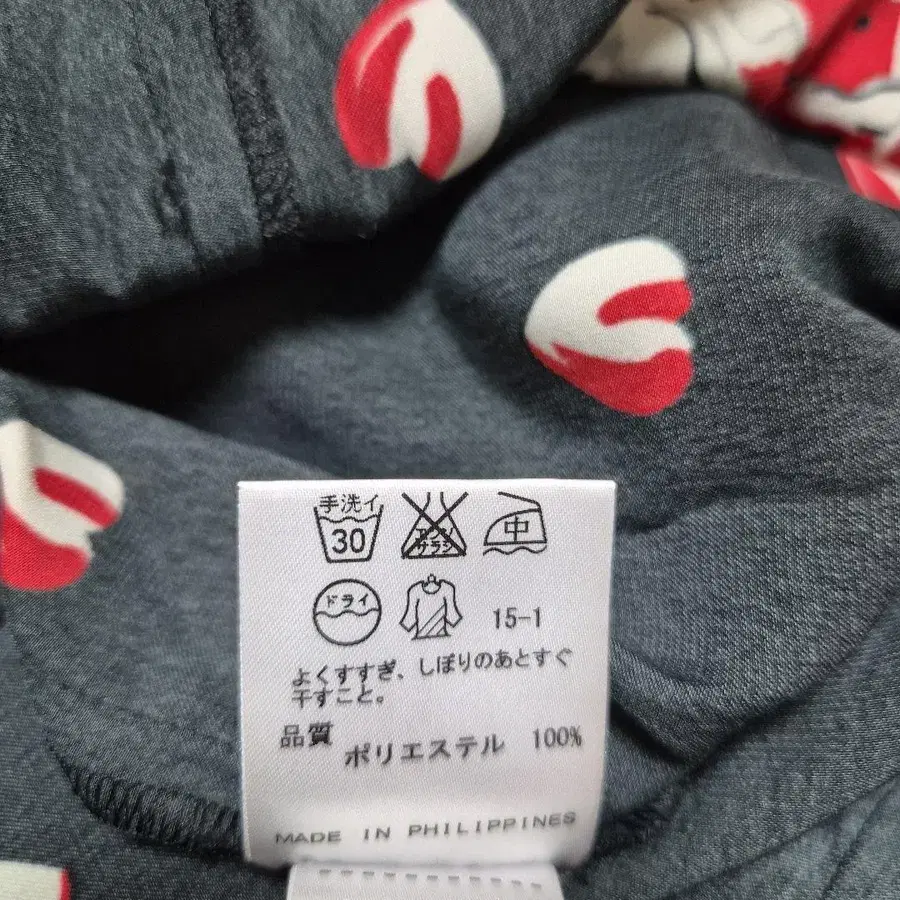 手洗イ
30
エンソ
サラシ
中
ドライ
15-1
よくすすぎ、しぼりのあとすぐ
干すこと。
品質
ポリエステル 100%
MADE IN PHILIPPINES